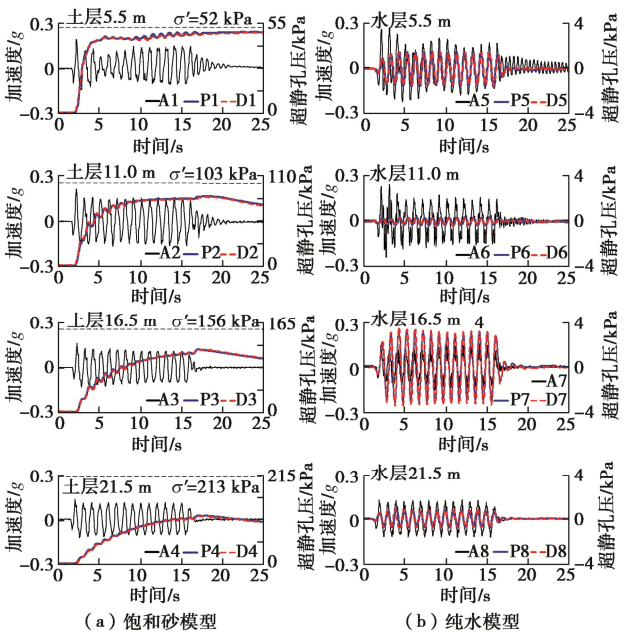 土层5.5 m σ′=52 kPa
0.3
0
−0.3
加速度/g
55
0
超静孔压/kPa
A1 P1 D1
0 5 10 15 20 25
时间/s
水层5.5 m
0.3
0
−0.3
加速度/g
4
0
−4
超静孔压/kPa
A5 P5 D5
0 5 10 15 20 25
时间/s
土层11.0 m σ′=103 kPa
0.3
0
−0.3
加速度/g
110
0
超静孔压/kPa
A2 P2 D2
0 5 10 15 20 25
时间/s
水层11.0 m
0.3
0
−0.3
加速度/g
4
0
−4
超静孔压/kPa
A6 P6 D6
0 5 10 15 20 25
时间/s
土层16.5 m σ′=156 kPa
0.3
0
−0.3
加速度/g
165
0
超静孔压/kPa
A3 P3 D3
0 5 10 15 20 25
时间/s
水层16.5 m 4
0.3
0
−0.3
加速度/g
4
0
−4
超静孔压/kPa
A7
P7 D7
0 5 10 15 20 25
时间/s
土层21.5 m σ′=213 kPa
0.3
0
−0.3
加速度/g
215
0
超静孔压/kPa
A4 P4 D4
0 5 10 15 20 25
时间/s
水层21.5 m
0.3
0
−0.3
加速度/g
4
0
−4
超静孔压/kPa
A8 P8 D8
0 5 10 15 20 25
时间/s
（a）饱和砂模型
（b）纯水模型